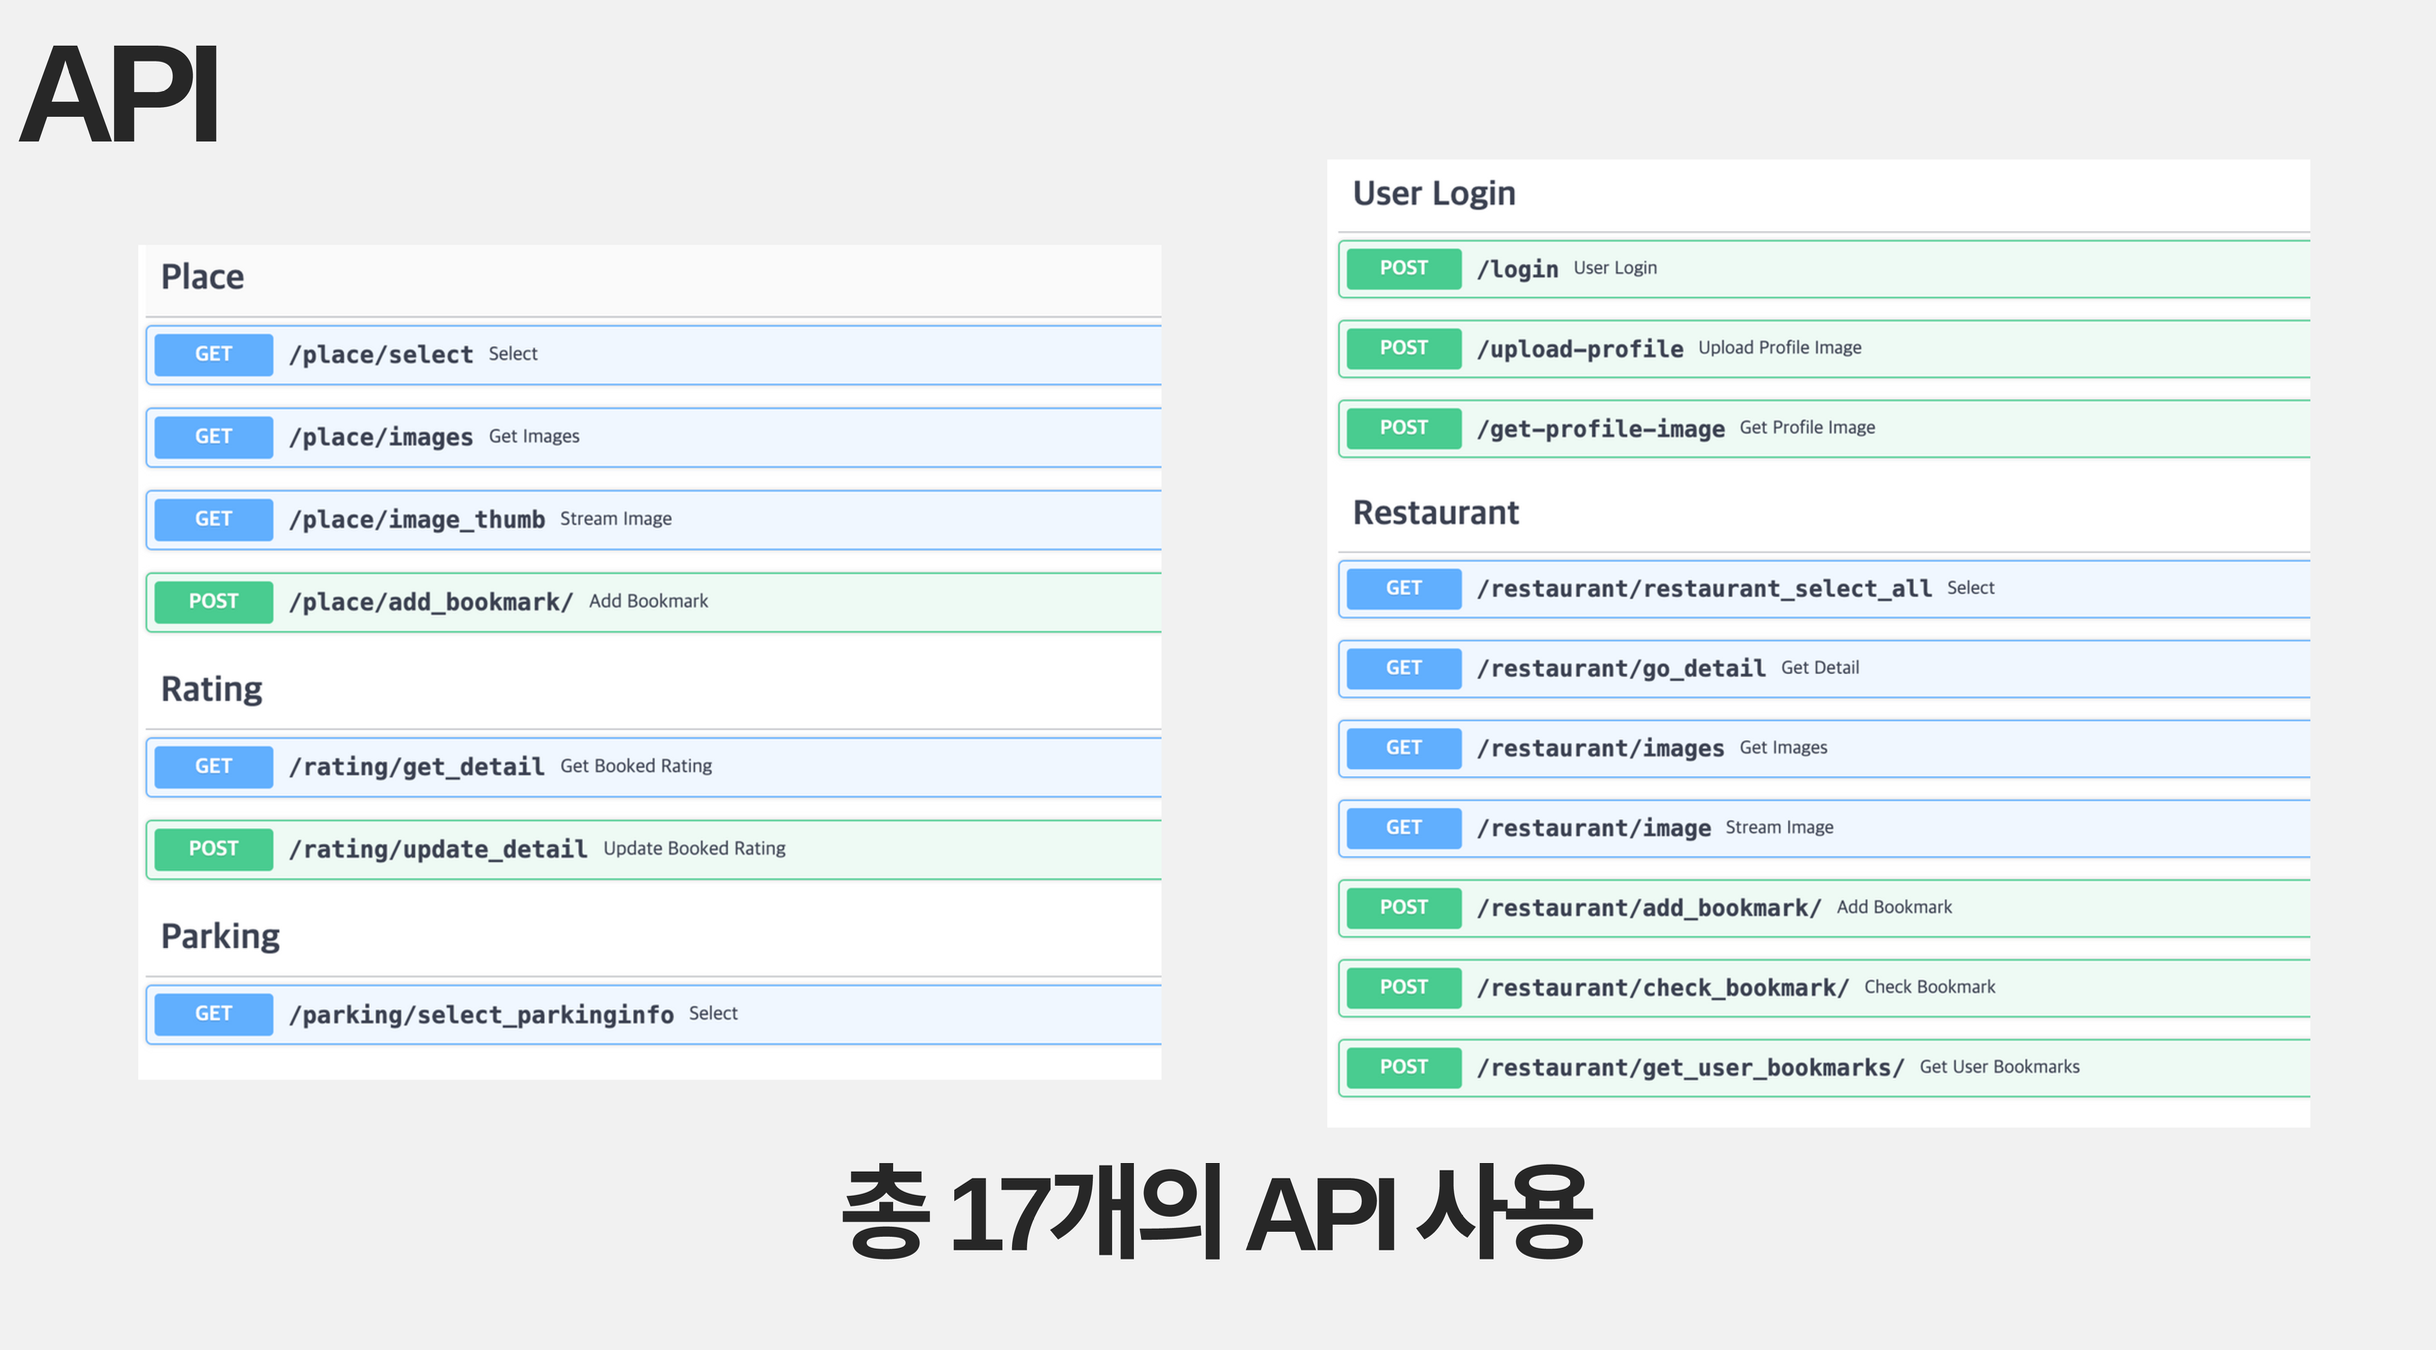 API
Place
GET /place/select Select
GET /place/images Get Images
GET /place/image_thumb Stream Image
POST /place/add_bookmark/ Add Bookmark
Rating
GET /rating/get_detail Get Booked Rating
POST /rating/update_detail Update Booked Rating
Parking
GET /parking/select_parkinginfo Select
User Login
POST /login User Login
POST /upload-profile Upload Profile Image
POST /get-profile-image Get Profile Image
Restaurant
GET /restaurant/restaurant_select_all Select
GET /restaurant/go_detail Get Detail
GET /restaurant/images Get Images
GET /restaurant/image Stream Image
POST /restaurant/add_bookmark/ Add Bookmark
POST /restaurant/check_bookmark/ Check Bookmark
POST /restaurant/get_user_bookmarks/ Get User Bookmarks
총 17개의 API 사용